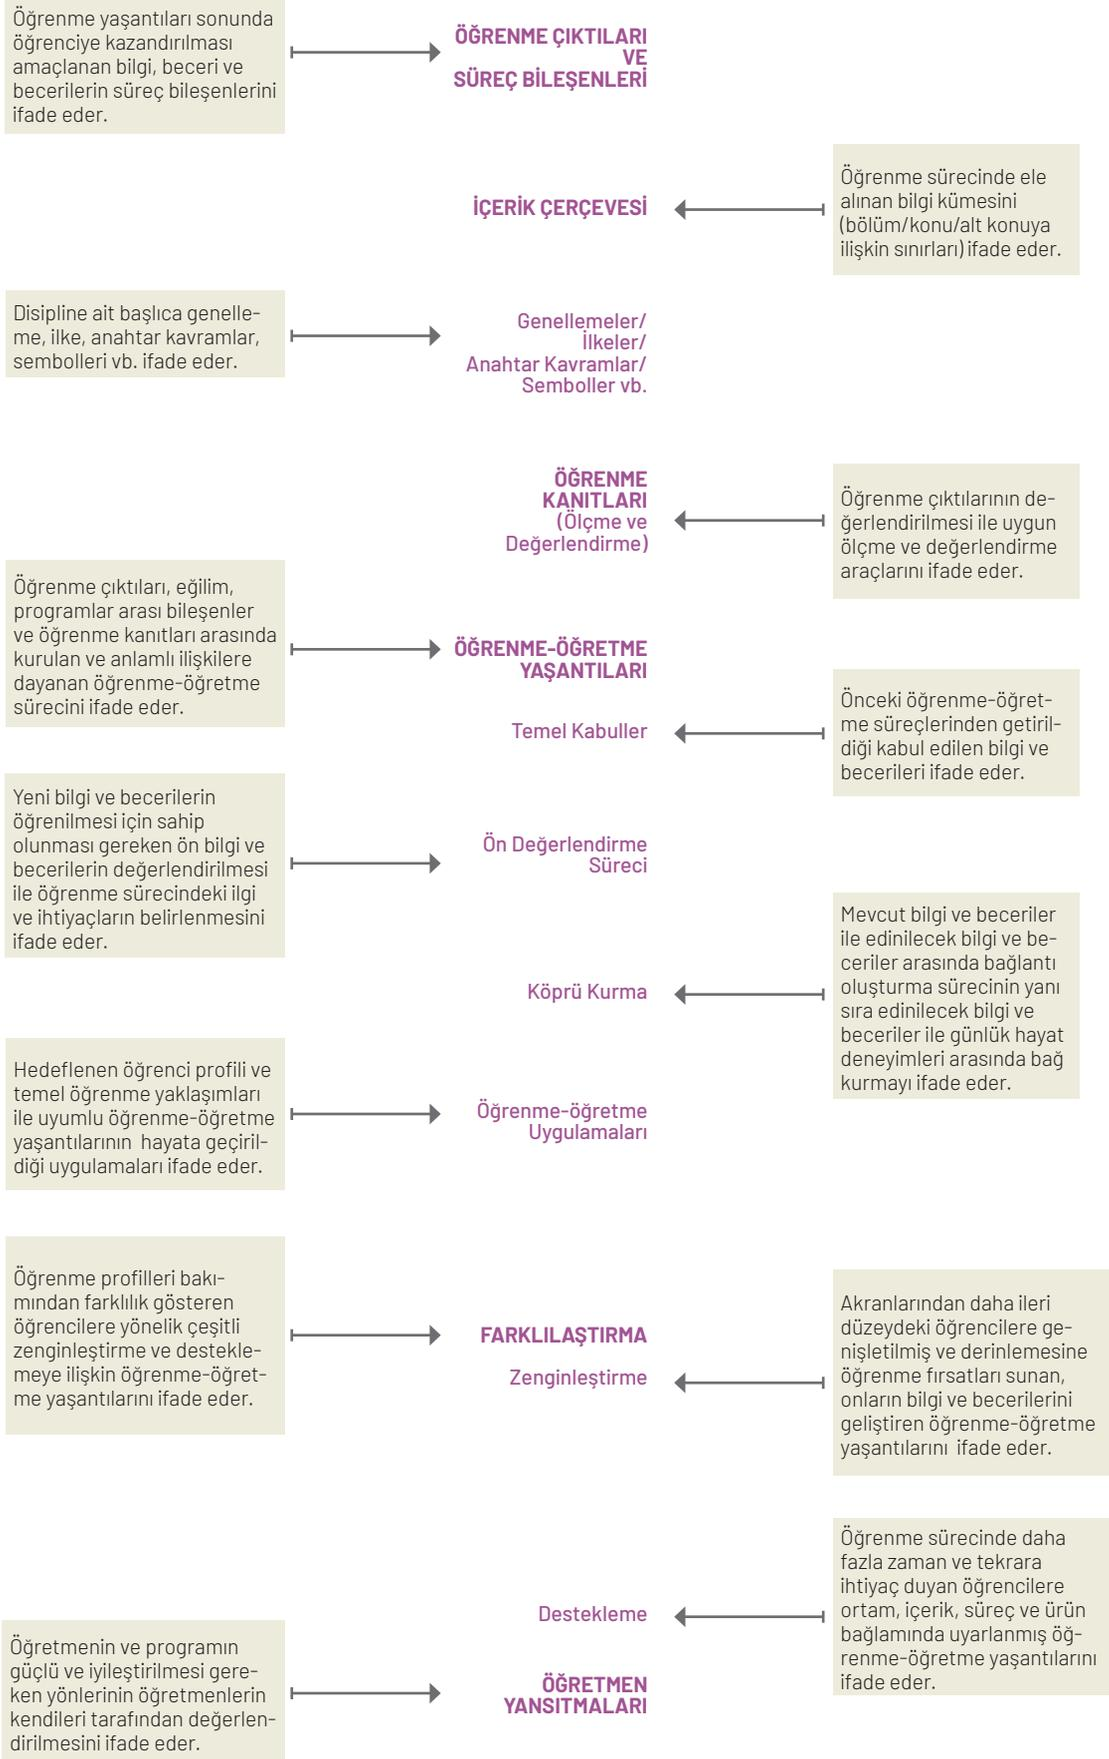 Öğrenme yaşantıları sonunda
öğrenciye kazandırılması
amaçlanan bilgi, beceri ve
becerilerin süreç bileşenlerini
ifade eder.
ÖĞRENME ÇIKTILARI
VE
SÜREÇ BİLEŞENLERİ
İÇERİK ÇERÇEVESİ
Öğrenme sürecinde ele
alınan bilgi kümesini
(bölüm/konu/alt konuya
ilişkin sınırları) ifade eder.
Disipline ait başlıca genelle-
me, ilke, anahtar kavramlar,
sembolleri vb. ifade eder.
Genellemeler/
İlkeler/
Anahtar Kavramlar/
Semboller vb.
ÖĞRENME
KANITLARI
(Ölçme ve
Değerlendirme)
Öğrenme çıktılarının de-
ğerlendirilmesi ile uygun
ölçme ve değerlendirme
araçlarını ifade eder.
Öğrenme çıktıları, eğilim,
programlar arası bileşenler
ve öğrenme kanıtları arasında
kurulan ve anlamlı ilişkilere
dayanan öğrenme-öğretme
sürecini ifade eder.
ÖĞRENME-ÖĞRETME
YAŞANTILARI
Temel Kabuller
Önceki öğrenme-öğret-
me süreçlerinden getiril-
diği kabul edilen bilgi ve
becerileri ifade eder.
Yeni bilgi ve becerilerin
öğrenilmesi için sahip
olunması gereken ön bilgi ve
becerilerin değerlendirilmesi
ile öğrenme sürecindeki ilgi
ve ihtiyaçların belirlenmesini
ifade eder.
Ön Değerlendirme
Süreci
Köprü Kurma
Mevcut bilgi ve beceriler
ile edinilecek bilgi ve be-
ceriler arasında bağlantı
oluşturma sürecinin yanı
sıra edinilecek bilgi ve
beceriler ile günlük hayat
deneyimleri arasında bağ
kurmayı ifade eder.
Hedeflenen öğrenci profili ve
temel öğrenme yaklaşımları
ile uyumlu öğrenme-öğretme
yaşantılarının hayata geçiril-
diği uygulamaları ifade eder.
Öğrenme-öğretme
Uygulamaları
Öğrenme profilleri bakı-
mından farklılık gösteren
öğrencilere yönelik çeşitli
zenginleştirme ve destekle-
meye ilişkin öğrenme-öğret-
me yaşantılarını ifade eder.
FARKLILAŞTIRMA
Zenginleştirme
Akranlarından daha ileri
düzeydeki öğrencilere ge-
nişletilmiş ve derinlemesine
öğrenme fırsatları sunan,
onların bilgi ve becerilerini
geliştiren öğrenme-öğretme
yaşantılarını ifade eder.
Destekleme
Öğrenme sürecinde daha
fazla zaman ve tekrara
ihtiyaç duyan öğrencilere
ortam, içerik, süreç ve ürün
bağlamında uyarlanmış öğ-
renme-öğretme yaşantılarını
ifade eder.
Öğretmenin ve programın
güçlü ve iyileştirilmesi gere-
ken yönlerinin öğretmenlerin
kendileri tarafından değerlen-
dirilmesini ifade eder.
ÖĞRETMEN
YANSITMALARI